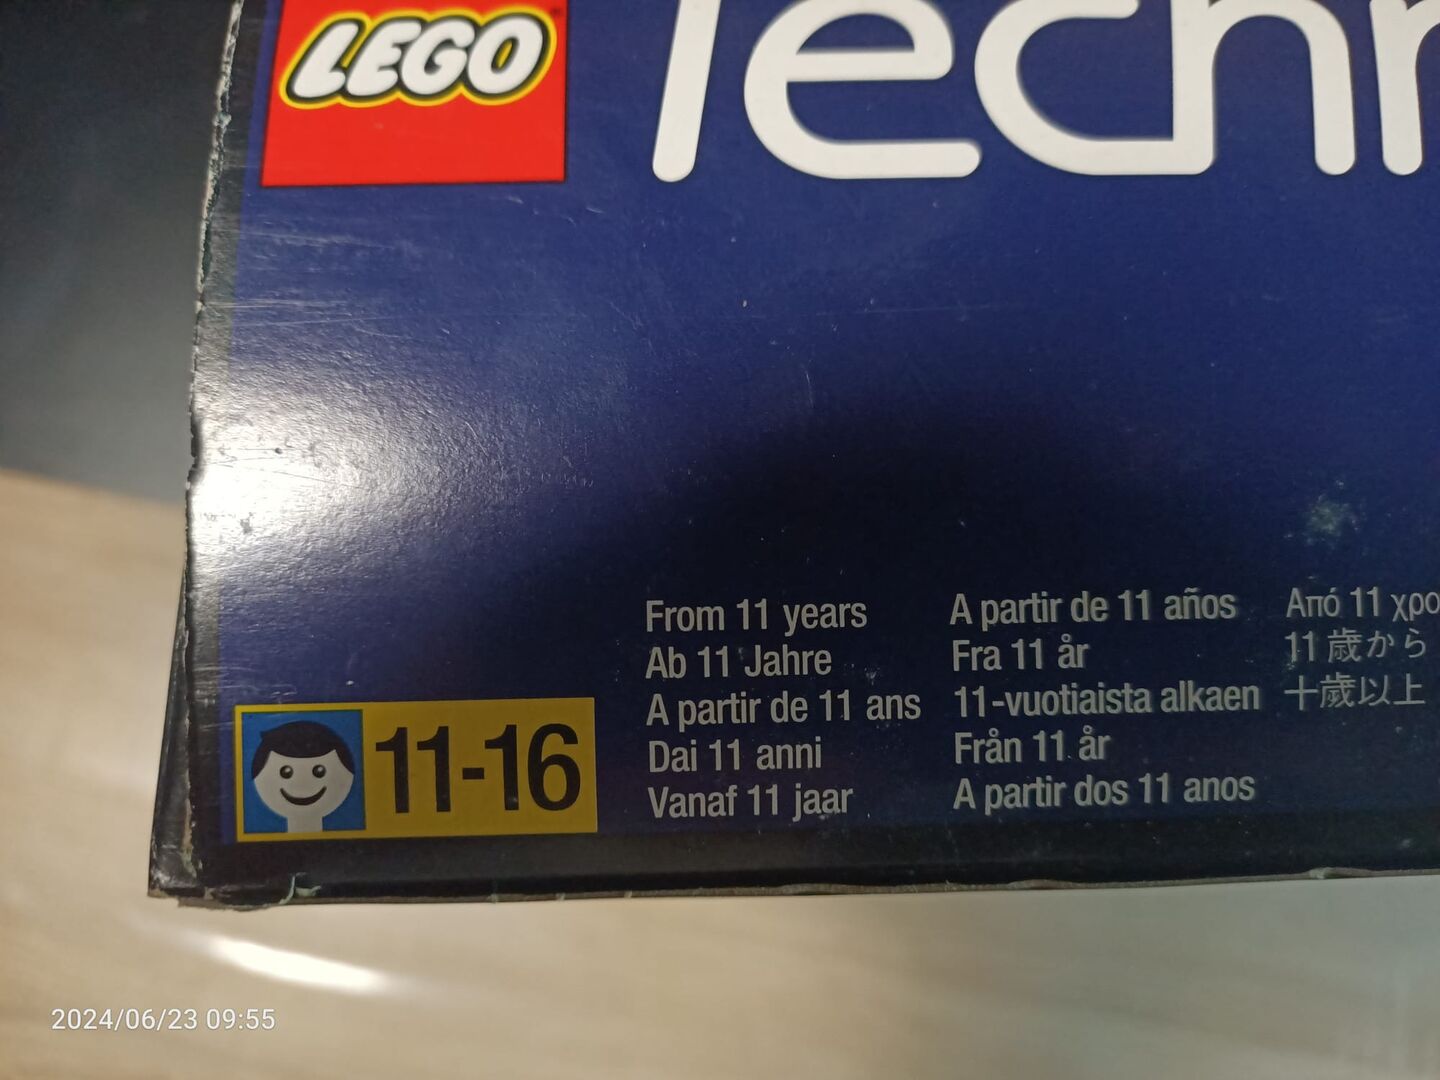 LEGO
11-16
From 11 years
Ab 11 Jahre
A partir de 11 ans
Dai 11 anni
Vanaf 11 jaar
A partir de 11 años
Fra 11 år
11-vuotiaista alkaen
Från 11 år
A partir dos 11 anos
Από 11
11 歳から
十歲以上
2024/06/23 09:55